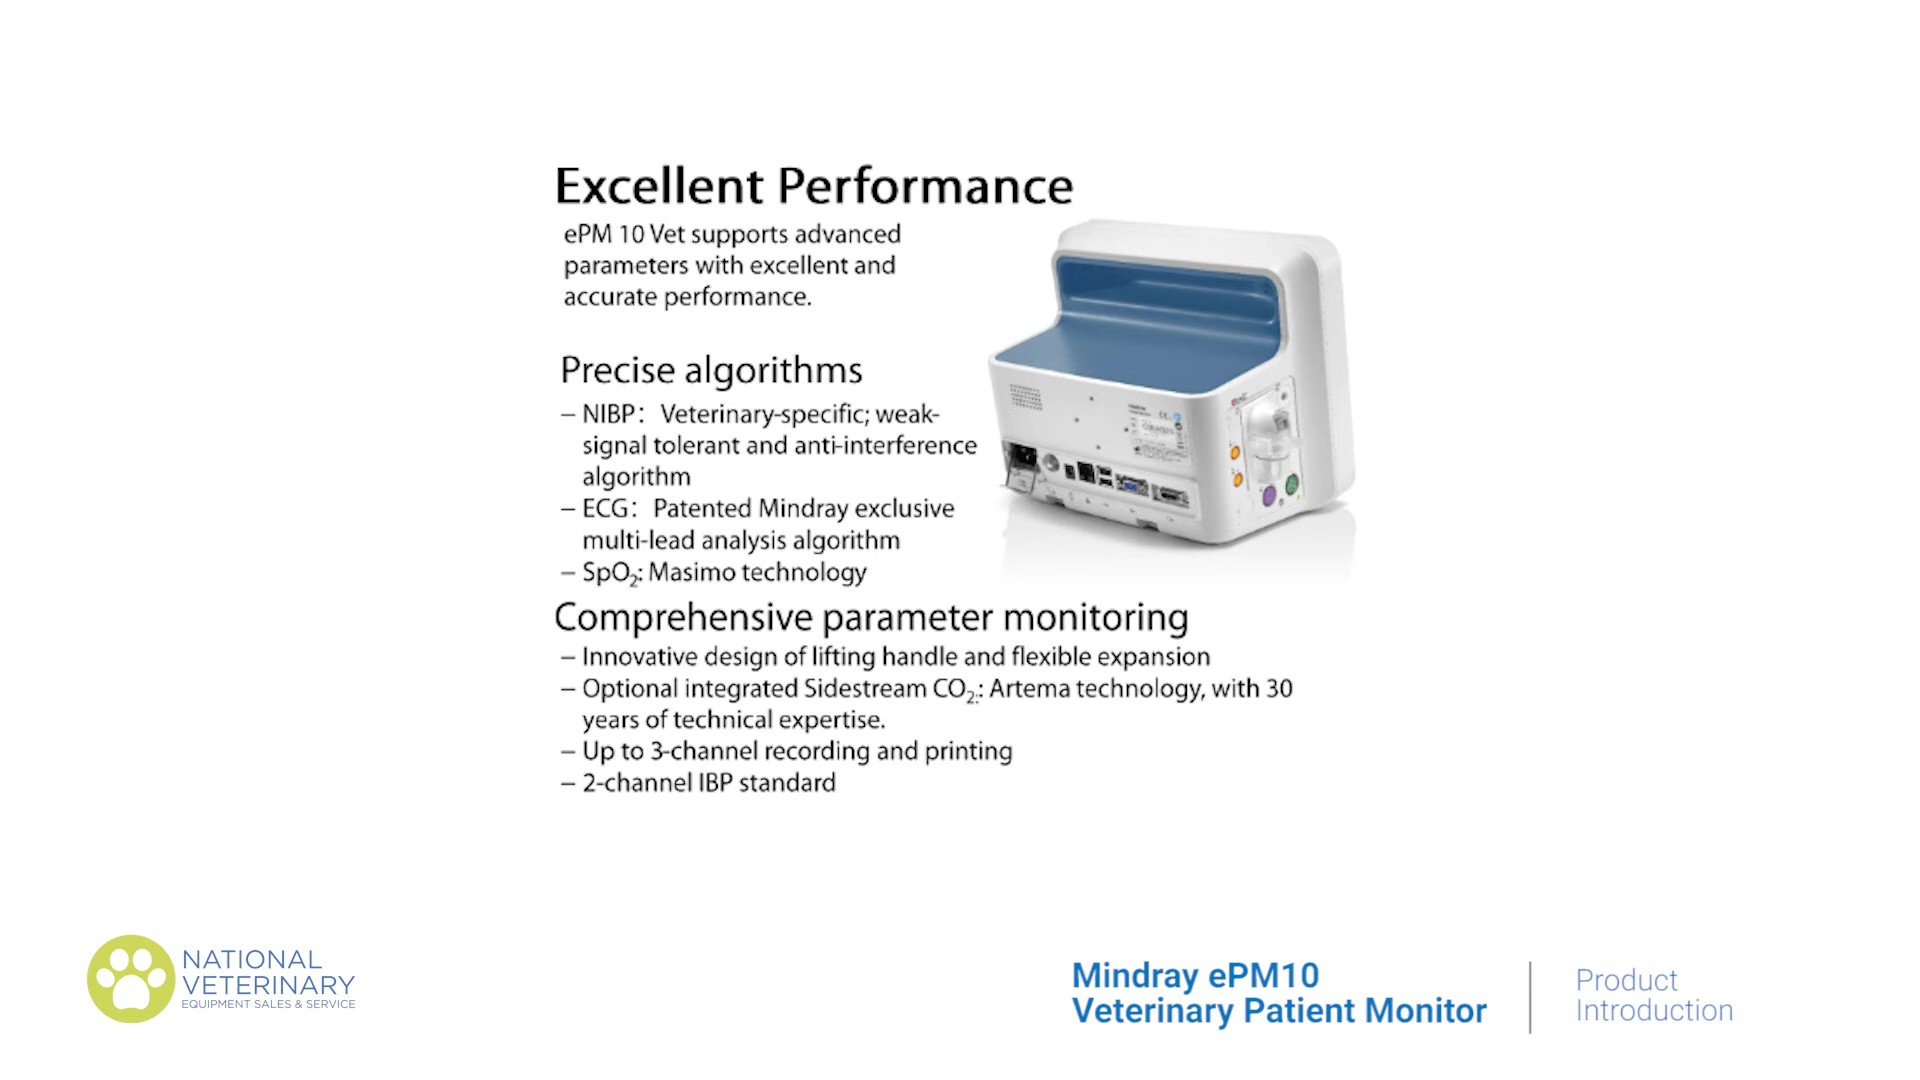 Excellent Performance
ePM 10 Vet supports advanced
parameters with excellent and
accurate performance.
Precise algorithms
– NIBP： Veterinary-specific; weak-
signal tolerant and anti-interference
algorithm
– ECG： Patented Mindray exclusive
multi-lead analysis algorithm
– SpO₂: Masimo technology
Comprehensive parameter monitoring
– Innovative design of lifting handle and flexible expansion
– Optional integrated Sidestream CO₂: Artema technology, with 30
years of technical expertise.
– Up to 3-channel recording and printing
– 2-channel IBP standard
NATIONAL
VETERINARY
EQUIPMENT SALES & SERVICE
Mindray ePM10
Veterinary Patient Monitor
Product
Introduction